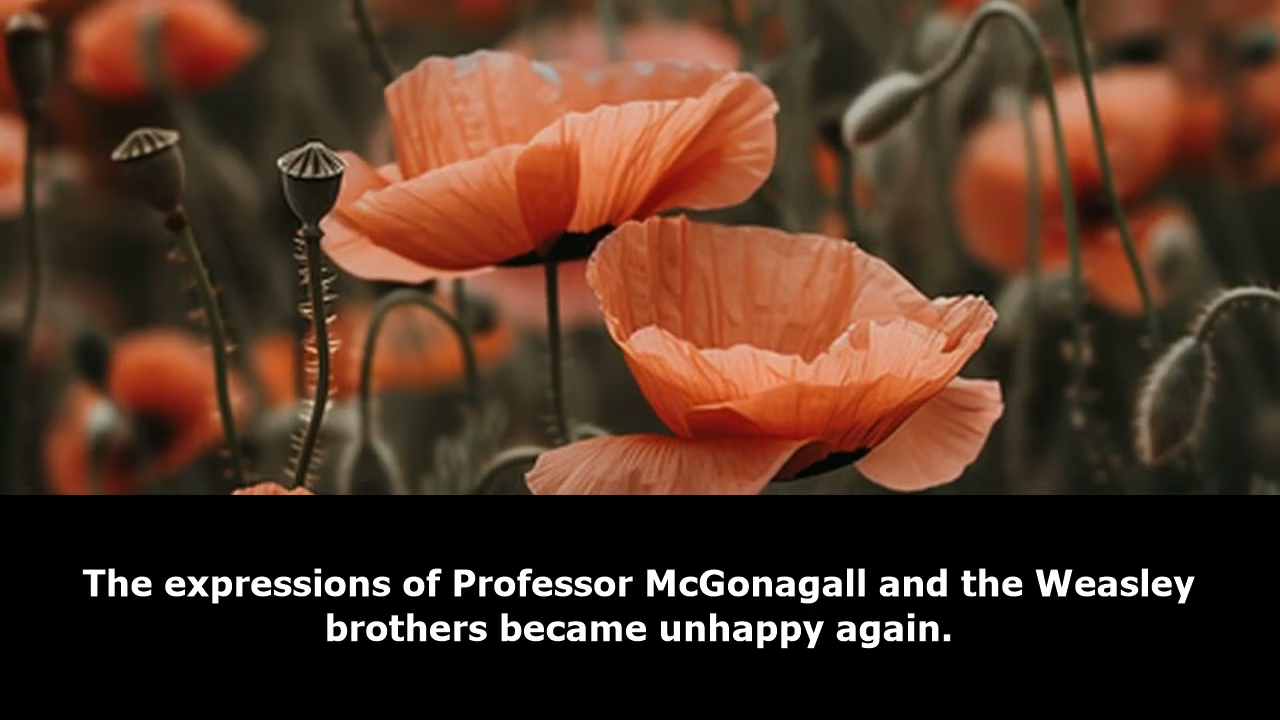 The expressions of Professor McGonagall and the Weasley
brothers became unhappy again.